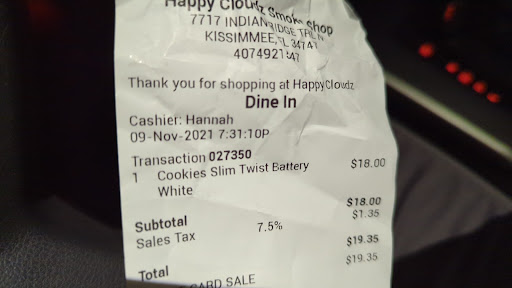 Happy Cloudz Smoke Shop
7717 INDIAN RIDGE TRL N
KISSIMMEE, FL 34747
4074921
Thank you for shopping at HappyCloudz
Dine In
Cashier: Hannah
09-Nov-2021 7:31:10P
Transaction 027350
1 Cookies Slim Twist Battery $18.00
White
Subtotal $18.00
Sales Tax 7.5% $1.35
Total $19.35
CARD SALE $19.35